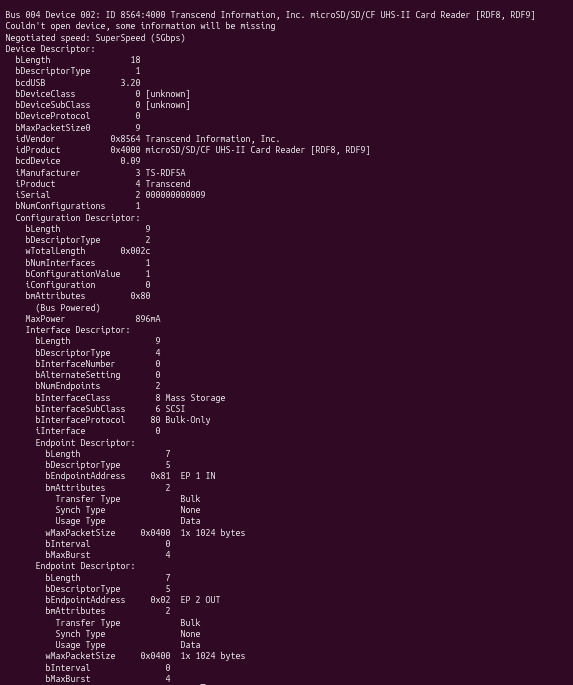 Bus 004 Device 002: ID 8564:4000 Transcend Information, Inc. microSD/SD/CF UHS-II Card Reader [RDF8, RDF9]
Couldn't open device, some information will be missing
Negotiated speed: SuperSpeed (5Gbps)
Device Descriptor:
  bLength                18
  bDescriptorType         1
  bcdUSB               3.20
  bDeviceClass            0 [unknown]
  bDeviceSubClass         0 [unknown]
  bDeviceProtocol         0
  bMaxPacketSize0         9
  idVendor           0x8564 Transcend Information, Inc.
  idProduct          0x4000 microSD/SD/CF UHS-II Card Reader [RDF8, RDF9]
  bcdDevice            0.09
  iManufacturer           3 TS-RDF5A
  iProduct                4 Transcend
  iSerial                 2 000000000009
  bNumConfigurations      1
  Configuration Descriptor:
    bLength                 9
    bDescriptorType         2
    wTotalLength       0x002c
    bNumInterfaces          1
    bConfigurationValue     1
    iConfiguration          0
    bmAttributes         0x80
      (Bus Powered)
    MaxPower              896mA
    Interface Descriptor:
      bLength                 9
      bDescriptorType         4
      bInterfaceNumber        0
      bAlternateSetting       0
      bNumEndpoints           2
      bInterfaceClass         8 Mass Storage
      bInterfaceSubClass      6 SCSI
      bInterfaceProtocol     80 Bulk-Only
      iInterface              0
      Endpoint Descriptor:
        bLength                 7
        bDescriptorType         5
        bEndpointAddress     0x81  EP 1 IN
        bmAttributes            2
          Transfer Type            Bulk
          Synch Type               None
          Usage Type               Data
        wMaxPacketSize     0x0400  1x 1024 bytes
        bInterval               0
        bMaxBurst               4
      Endpoint Descriptor:
        bLength                 7
        bDescriptorType         5
        bEndpointAddress     0x02  EP 2 OUT
        bmAttributes            2
          Transfer Type            Bulk
          Synch Type               None
          Usage Type               Data
        wMaxPacketSize     0x0400  1x 1024 bytes
        bInterval               0
        bMaxBurst               4